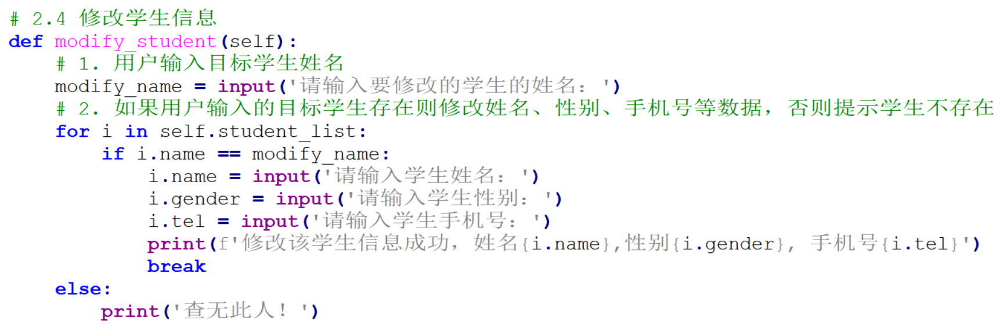 # 2.4 修改学生信息
def modify_student(self):
    # 1. 用户输入目标学生姓名
    modify_name = input('请输入要修改的学生的姓名：')
    # 2. 如果用户输入的目标学生存在则修改姓名、性别、手机号等数据，否则提示学生不存在
    for i in self.student_list:
        if i.name == modify_name:
            i.name = input('请输入学生姓名：')
            i.gender = input('请输入学生性别：')
            i.tel = input('请输入学生手机号：')
            print(f'修改该学生信息成功，姓名{i.name},性别{i.gender}, 手机号{i.tel}')
            break
    else:
        print('查无此人！')